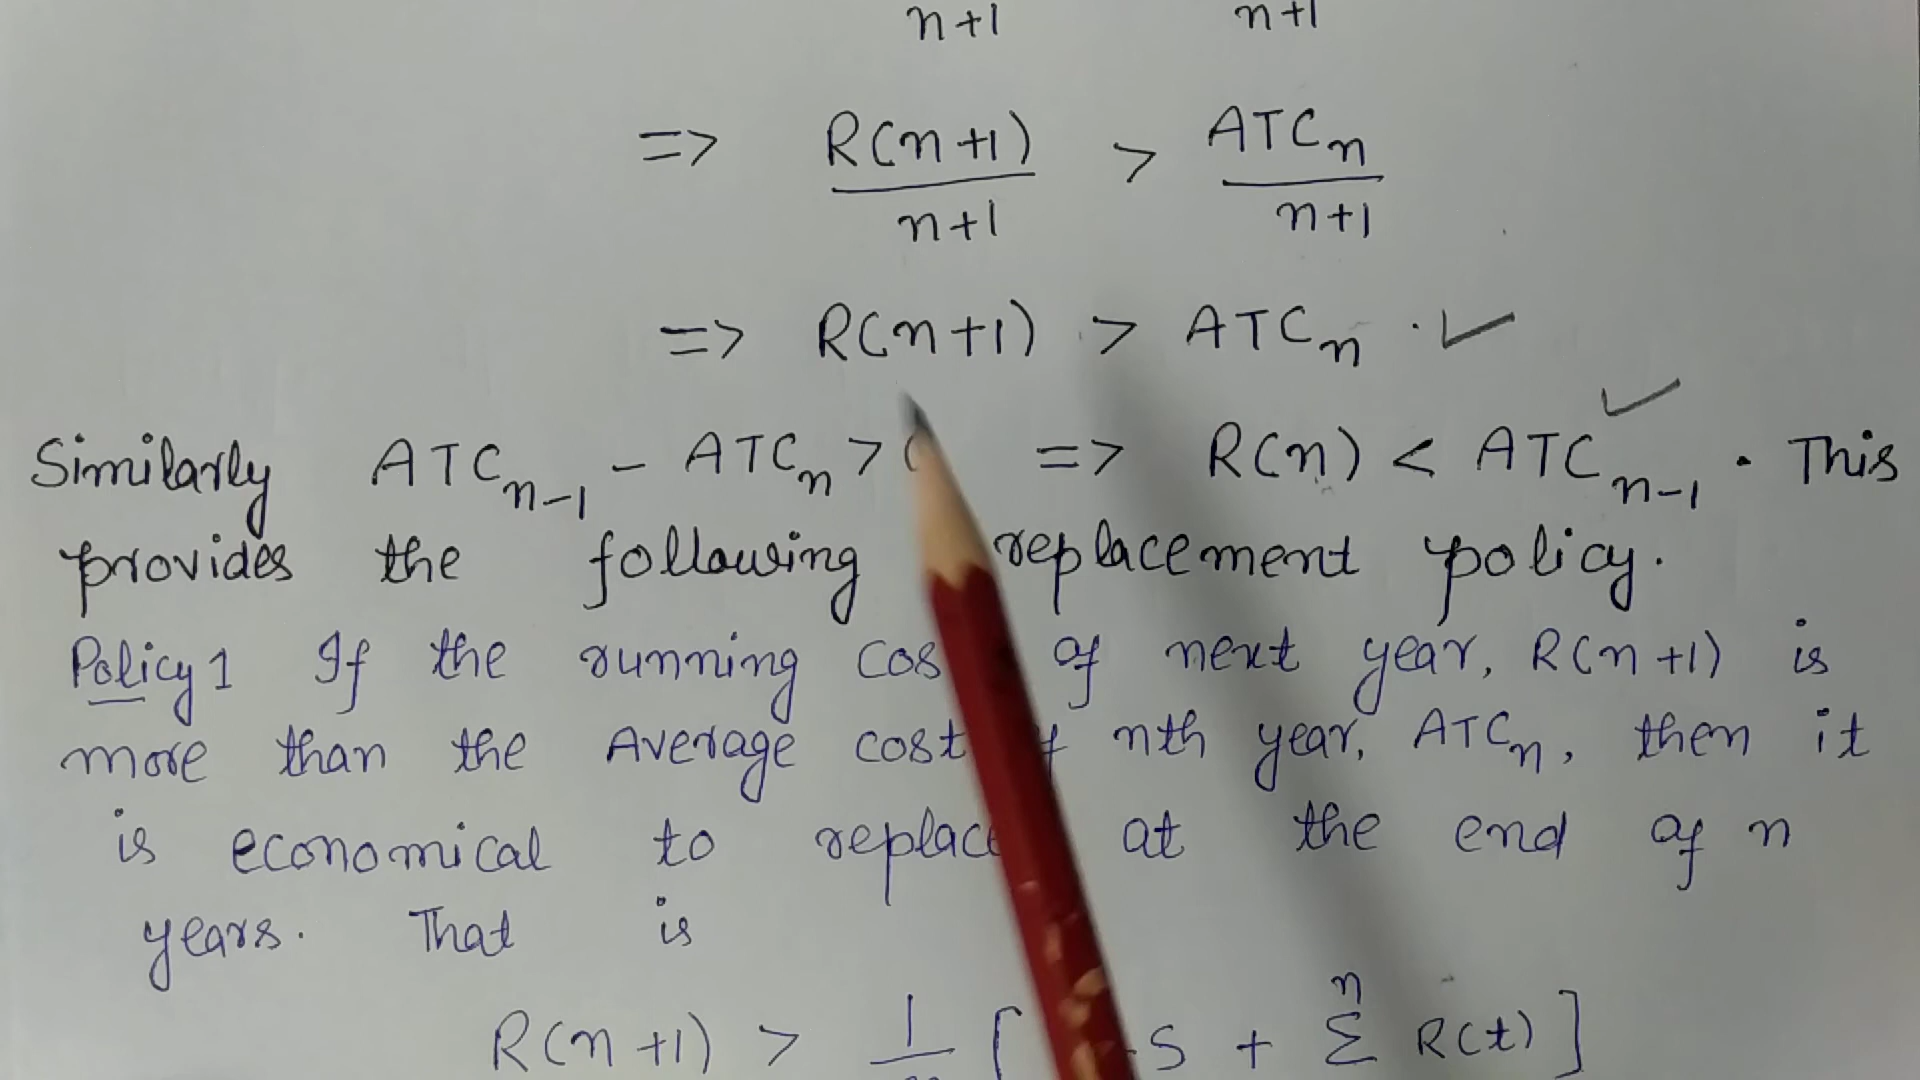 n+1 n+1
=> R(n+1)/n+1 > ATCn/n+1
=> R(n+1) > ATCn .✓
Similarly ATCn-1 - ATCn > => R(n) < ATCn-1 . This
provides the following replacement policy.
Policy 1 If the running cos of next year, R(n+1) is
more than the Average cost nth year, ATCn, then it
is economical to replac at the end of n
years. That is
R(n+1) > 1/ [ -S + n Σ R(t) ]